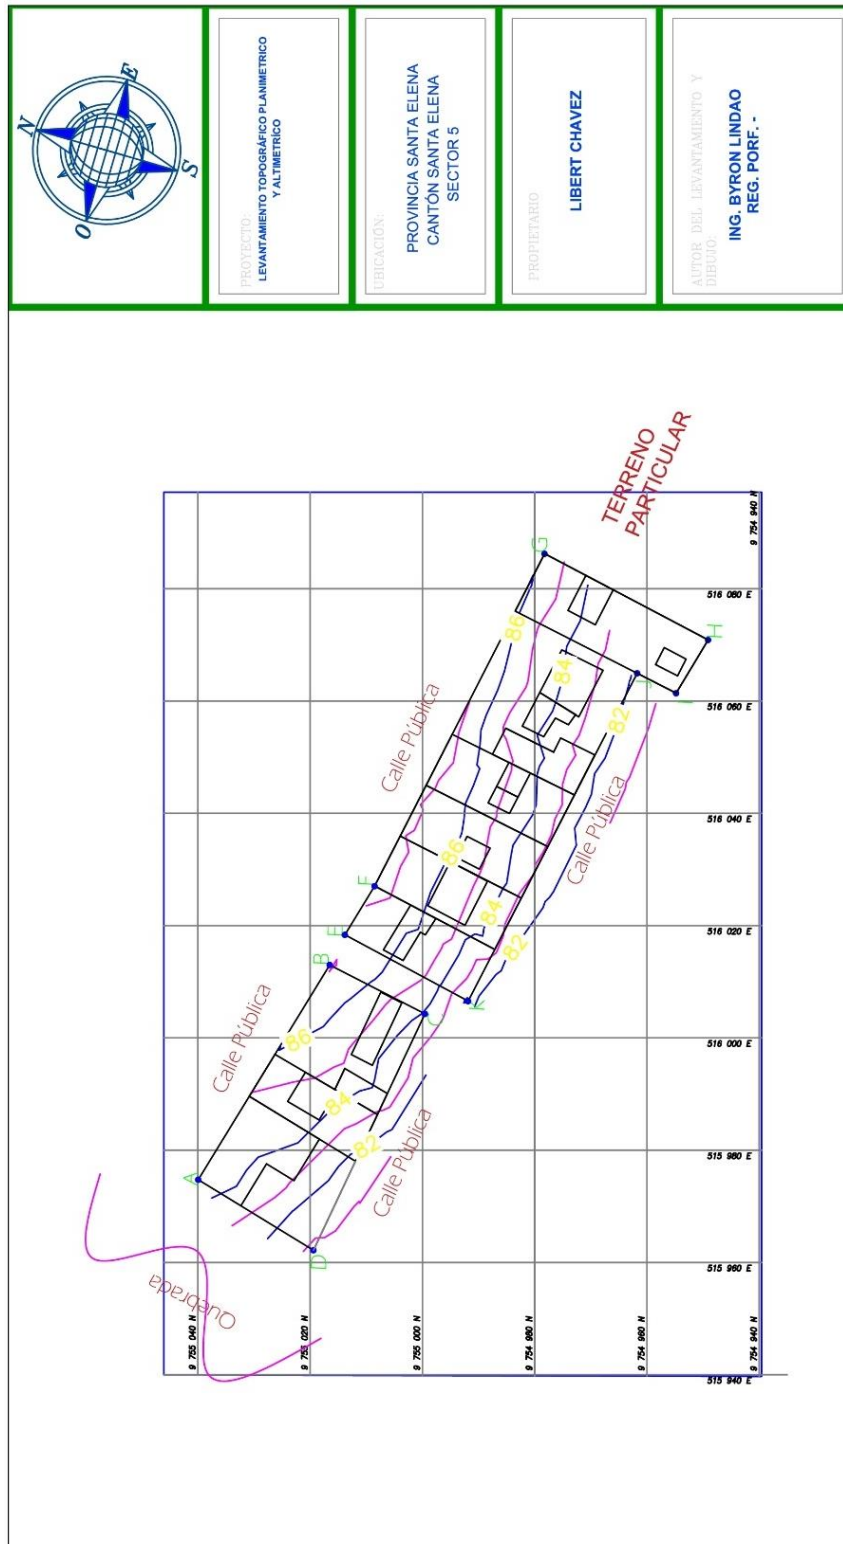 N
E
S
O
PROYECTO:
LEVANTAMIENTO TOPOGRÁFICO PLANIMETRICO
Y ALTIMETRÍCO
UBICACIÓN:
PROVINCIA SANTA ELENA
CANTÓN SANTA ELENA
SECTOR 5
PROPIETARIO
LIBERT CHAVEZ
AUTOR DEL LEVANTAMIENTO Y
DIBUJO:
ING. BYRON LINDAO
REG. PORF. -
TERRENO
PARTICULAR
9 754 940 N
G
516 080 E
86
H
84
J
I
516 060 E
82
Calle Pública
Calle Pública
516 040 E
86
F
84
E
516 020 E
82
B
K
C
Calle Pública
86
516 000 E
84
82
Calle Pública
515 980 E
A
D
515 960 E
Quebrada
9 755 040 N
9 755 020 N
9 755 000 N
9 754 980 N
9 754 960 N
9 754 940 N
515 940 E